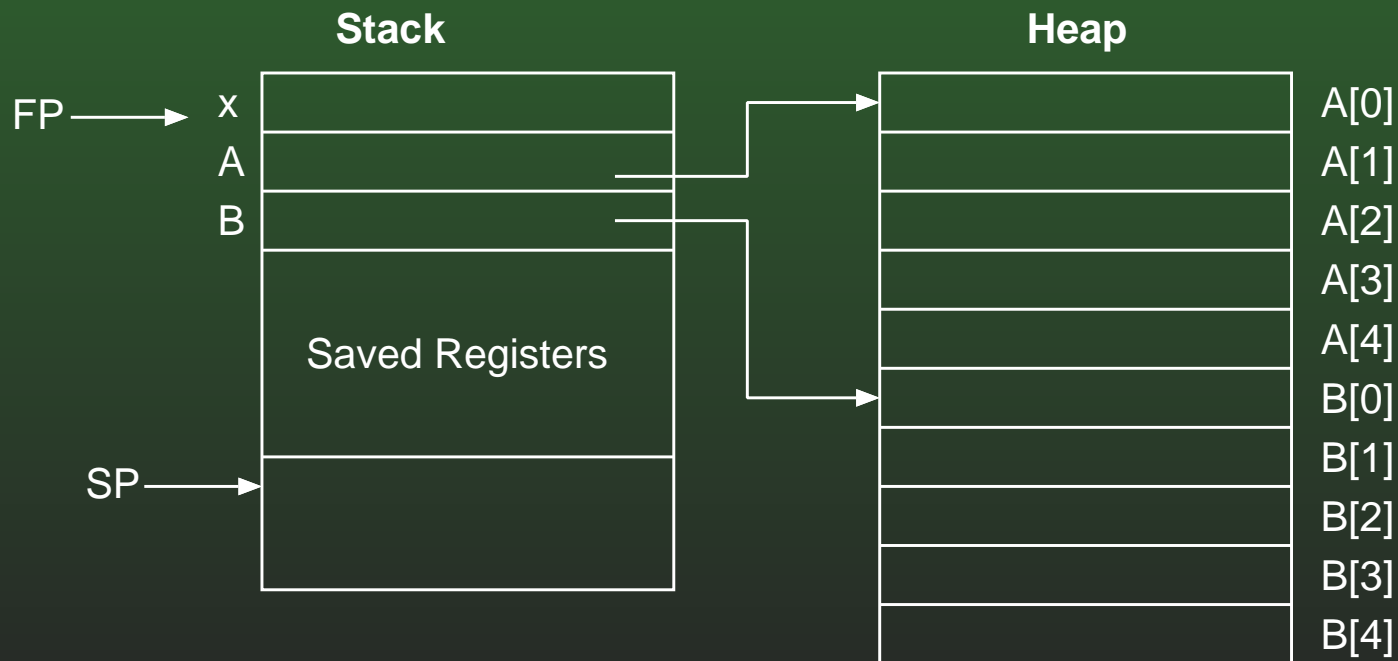 Stack
Heap
FP
x
A
B
Saved Registers
SP
A[0]
A[1]
A[2]
A[3]
A[4]
B[0]
B[1]
B[2]
B[3]
B[4]